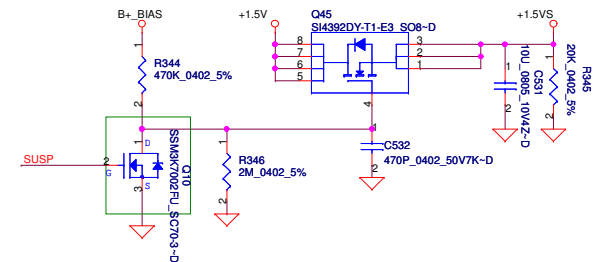 B+_BIAS
+1.5V
Q45
SI4392DY-T1-E3_SO8~D
+1.5VS
1
R344
470K_0402_5%
2
8
7
6
5
3
2
1
4
1
C531
10U_0805_10V4Z~D
2
1
R345
20K_0402_5%
2
SUSP
2
G
1
D
S
3
Q10
SSM3K7002FU_SC70-3~D
1
R346
2M_0402_5%
2
1
C532
470P_0402_50V7K~D
2